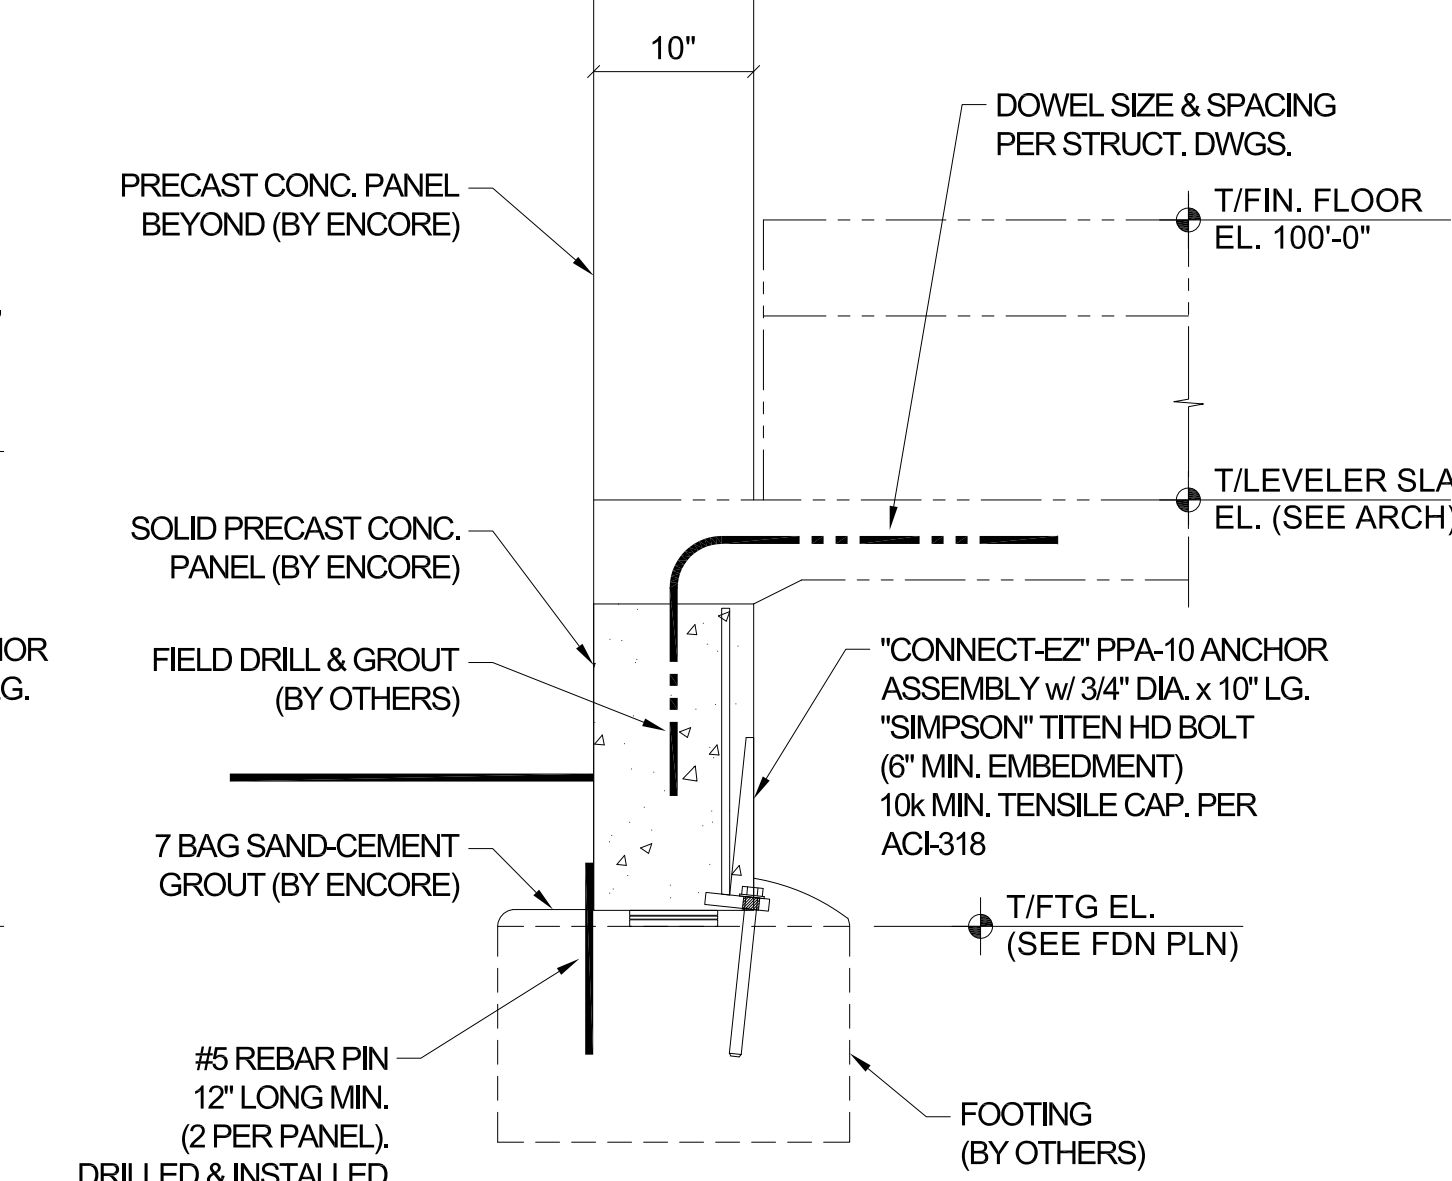 10"
DOWEL SIZE & SPACING
PER STRUCT. DWGS.
PRECAST CONC. PANEL
BEYOND (BY ENCORE)
T/FIN. FLOOR
EL. 100'-0"
T/LEVELER SLA
EL. (SEE ARCH)
SOLID PRECAST CONC.
PANEL (BY ENCORE)
FIELD DRILL & GROUT
(BY OTHERS)
HOR
G.
"CONNECT-EZ" PPA-10 ANCHOR
ASSEMBLY w/ 3/4" DIA. x 10" LG.
"SIMPSON" TITEN HD BOLT
(6" MIN. EMBEDMENT)
10k MIN. TENSILE CAP. PER
ACI-318
7 BAG SAND-CEMENT
GROUT (BY ENCORE)
T/FTG EL.
(SEE FDN PLN)
#5 REBAR PIN
12" LONG MIN.
(2 PER PANEL).
DRILLED & INSTALLED
FOOTING
(BY OTHERS)